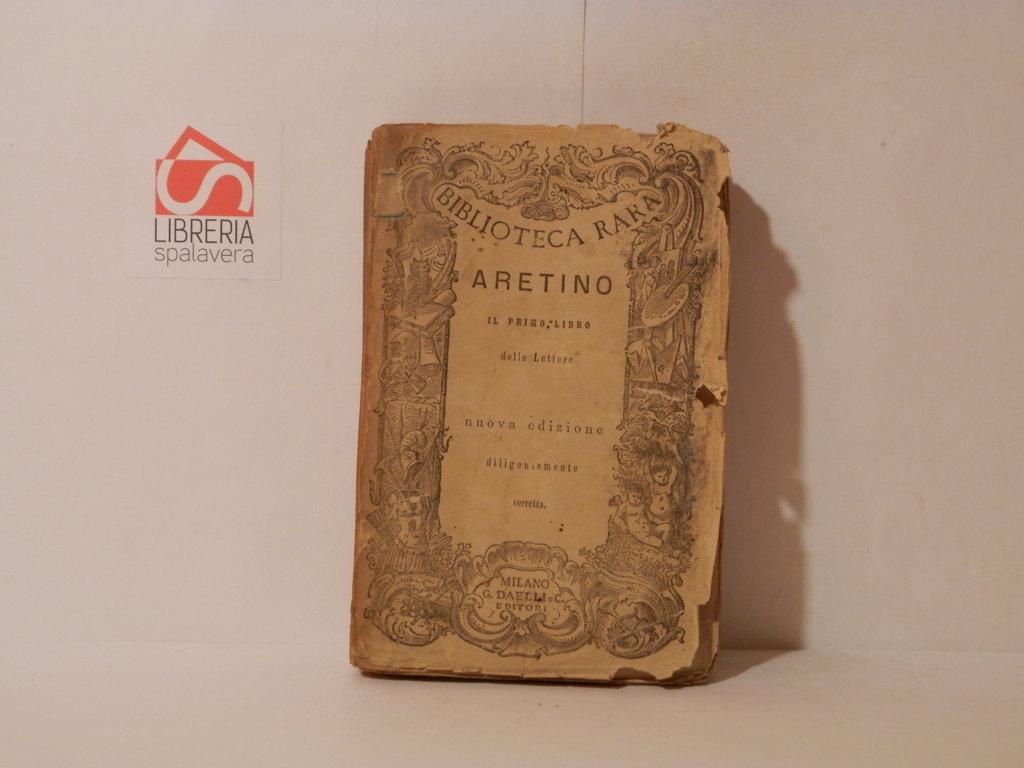 LIBRERIA
spalavera
BIBLIOTECA RARA
ARETINO
IL PRIMO LIBRO
delle Lettere
nuova edizione
diligentemente
corretta.
MILANO
G. DAELLI e C.
EDITORI